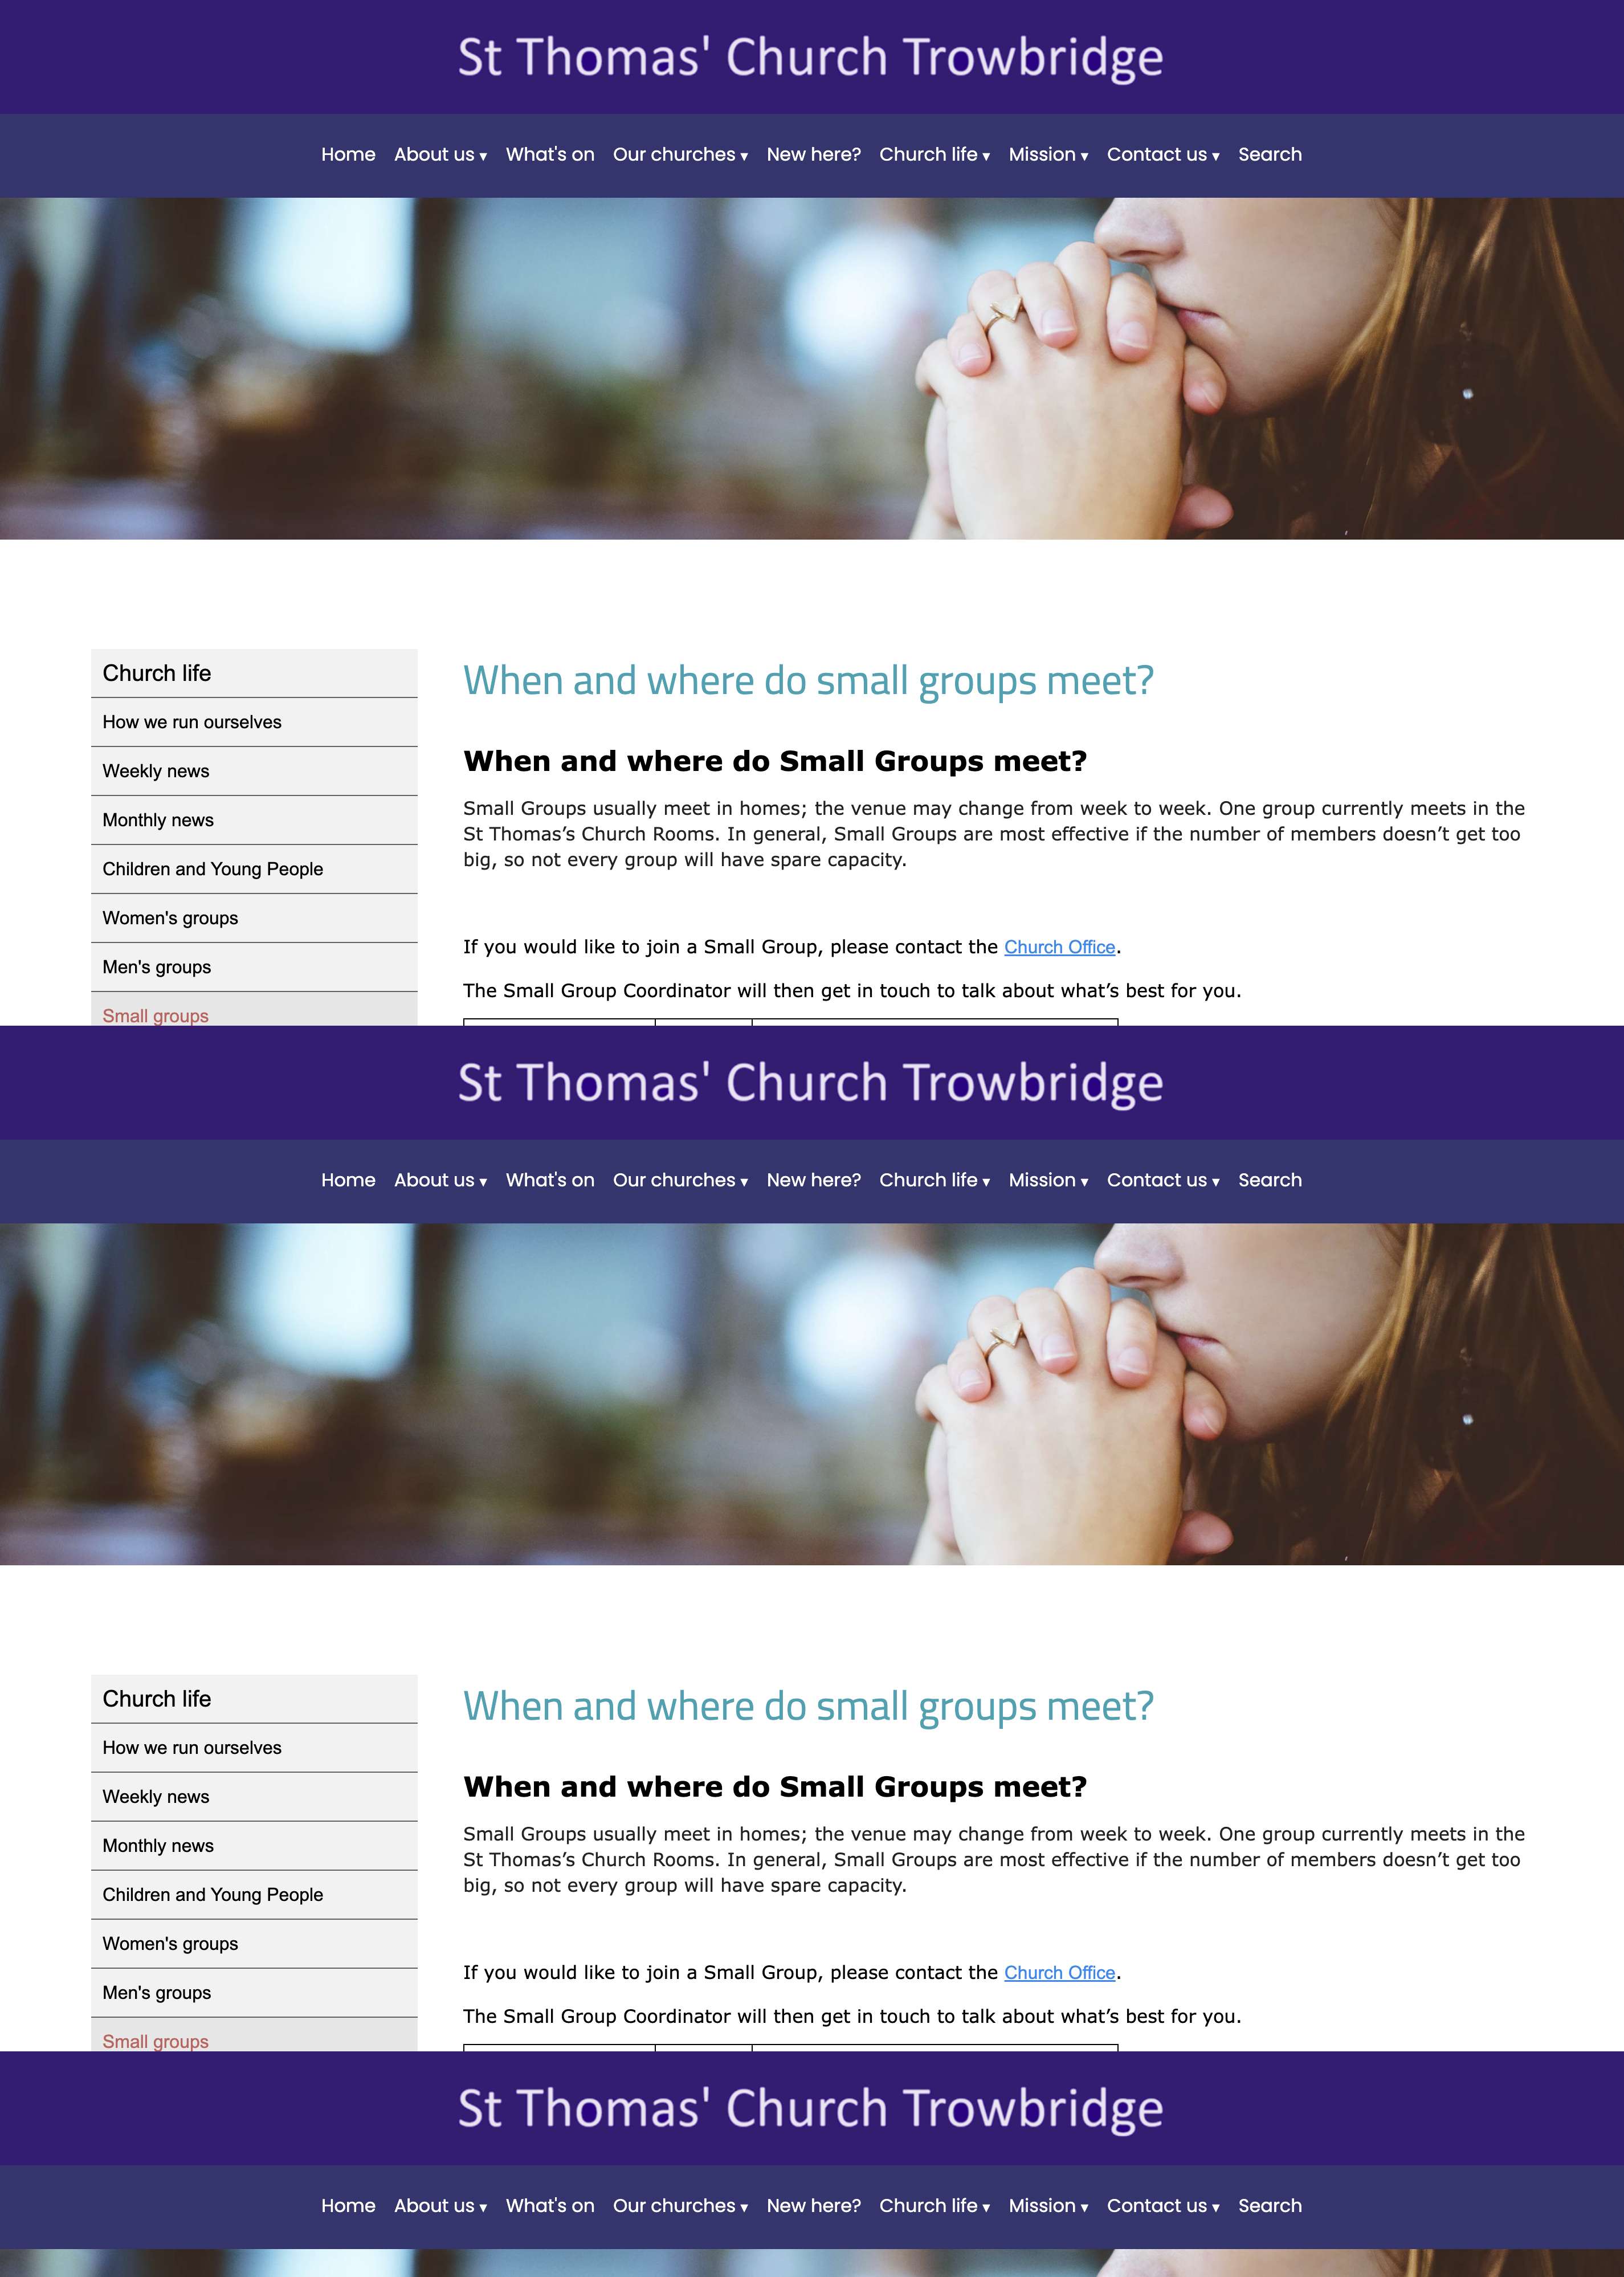 St Thomas' Church Trowbridge
Home About us ▾ What's on Our churches ▾ New here? Church life ▾ Mission ▾ Contact us ▾ Search
Church life
How we run ourselves
Weekly news
Monthly news
Children and Young People
Women's groups
Men's groups
Small groups
When and where do small groups meet?
When and where do Small Groups meet?
Small Groups usually meet in homes; the venue may change from week to week. One group currently meets in the
St Thomas’s Church Rooms. In general, Small Groups are most effective if the number of members doesn’t get too
big, so not every group will have spare capacity.
If you would like to join a Small Group, please contact the Church Office.
The Small Group Coordinator will then get in touch to talk about what’s best for you.
St Thomas' Church Trowbridge
Home About us ▾ What's on Our churches ▾ New here? Church life ▾ Mission ▾ Contact us ▾ Search
Church life
How we run ourselves
Weekly news
Monthly news
Children and Young People
Women's groups
Men's groups
Small groups
When and where do small groups meet?
When and where do Small Groups meet?
Small Groups usually meet in homes; the venue may change from week to week. One group currently meets in the
St Thomas’s Church Rooms. In general, Small Groups are most effective if the number of members doesn’t get too
big, so not every group will have spare capacity.
If you would like to join a Small Group, please contact the Church Office.
The Small Group Coordinator will then get in touch to talk about what’s best for you.
St Thomas' Church Trowbridge
Home About us ▾ What's on Our churches ▾ New here? Church life ▾ Mission ▾ Contact us ▾ Search